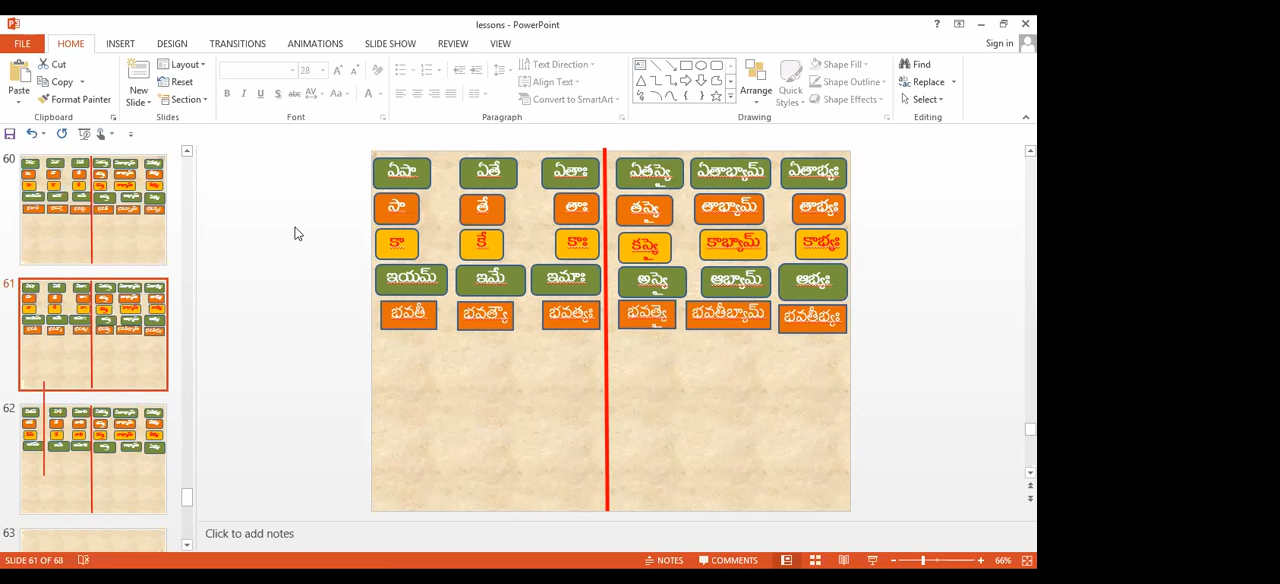 lessons - PowerPoint
Sign in
FILE HOME INSERT DESIGN TRANSITIONS ANIMATIONS SLIDE SHOW REVIEW VIEW
Cut
Copy
Format Painter
Paste
Clipboard
New Slide
Layout
Reset
Section
Slides
28
Font
Text Direction
Align Text
Convert to SmartArt
Paragraph
Arrange
Quick Styles
Shape Fill
Shape Outline
Shape Effects
Drawing
Find
Replace
Select
Editing
60
61
62
63
ఏషా ఏతే ఏతాః ఏతస్యై ఏతాభ్యామ్ ఏతాభ్యః
సా తే తాః తస్యై తాభ్యామ్ తాభ్యః
కా కే కాః కస్యై కాభ్యామ్ కాభ్యః
ఇయమ్ ఇమే ఇమాః అస్యై ఆభ్యామ్ ఆభ్యః
భవతీ భవత్యౌ భవత్యః భవత్యై భవతీభ్యామ్ భవతీభ్యః
Click to add notes
SLIDE 61 OF 68 NOTES COMMENTS 66%